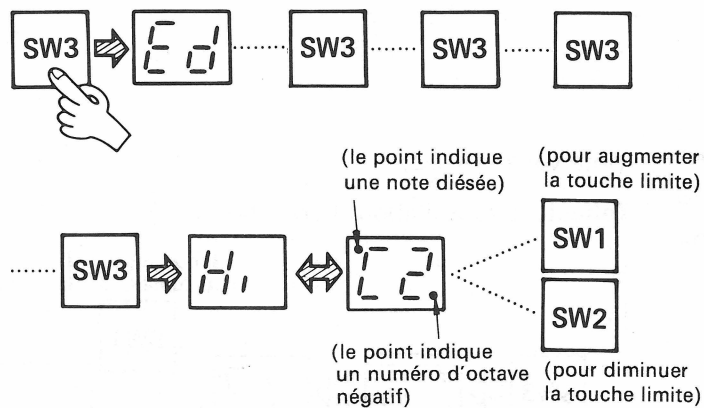 SW3 Ed SW3 SW3 SW3
(le point indique
une note diésée)
(pour augmenter
la touche limite)
SW3 Hi C2
SW1
SW2
(le point indique
un numéro d'octave
négatif)
(pour diminuer
la touche limite)